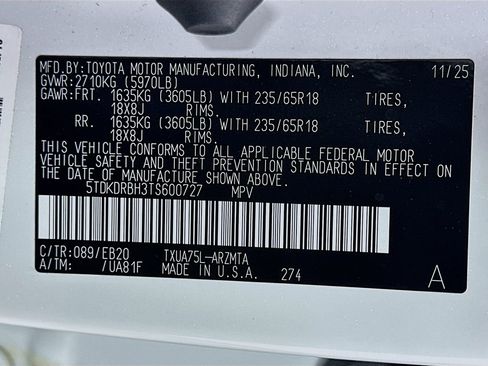 MFD.BY:TOYOTA MOTOR MANUFACTURING, INDIANA, INC. 11/25
GVWR:2710KG (5970LB)
GAWR:FRT. 1635KG (3605LB) WITH 235/65R18 TIRES,
18X8J RIMS.
RR. 1635KG (3605LB) WITH 235/65R18 TIRES,
18X8J RIMS.
THIS VEHICLE CONFORMS TO ALL APPLICABLE FEDERAL MOTOR
VEHICLE SAFETY AND THEFT PREVENTION STANDARDS IN EFFECT ON
THE DATE OF MANUFACTURE SHOWN ABOVE.
5TDKDRBH3TS600727 MPV
C/TR:089/EB20 TXUA75L-ARZMTA
A/TM: /UA81F MADE IN U.S.A. 274 A